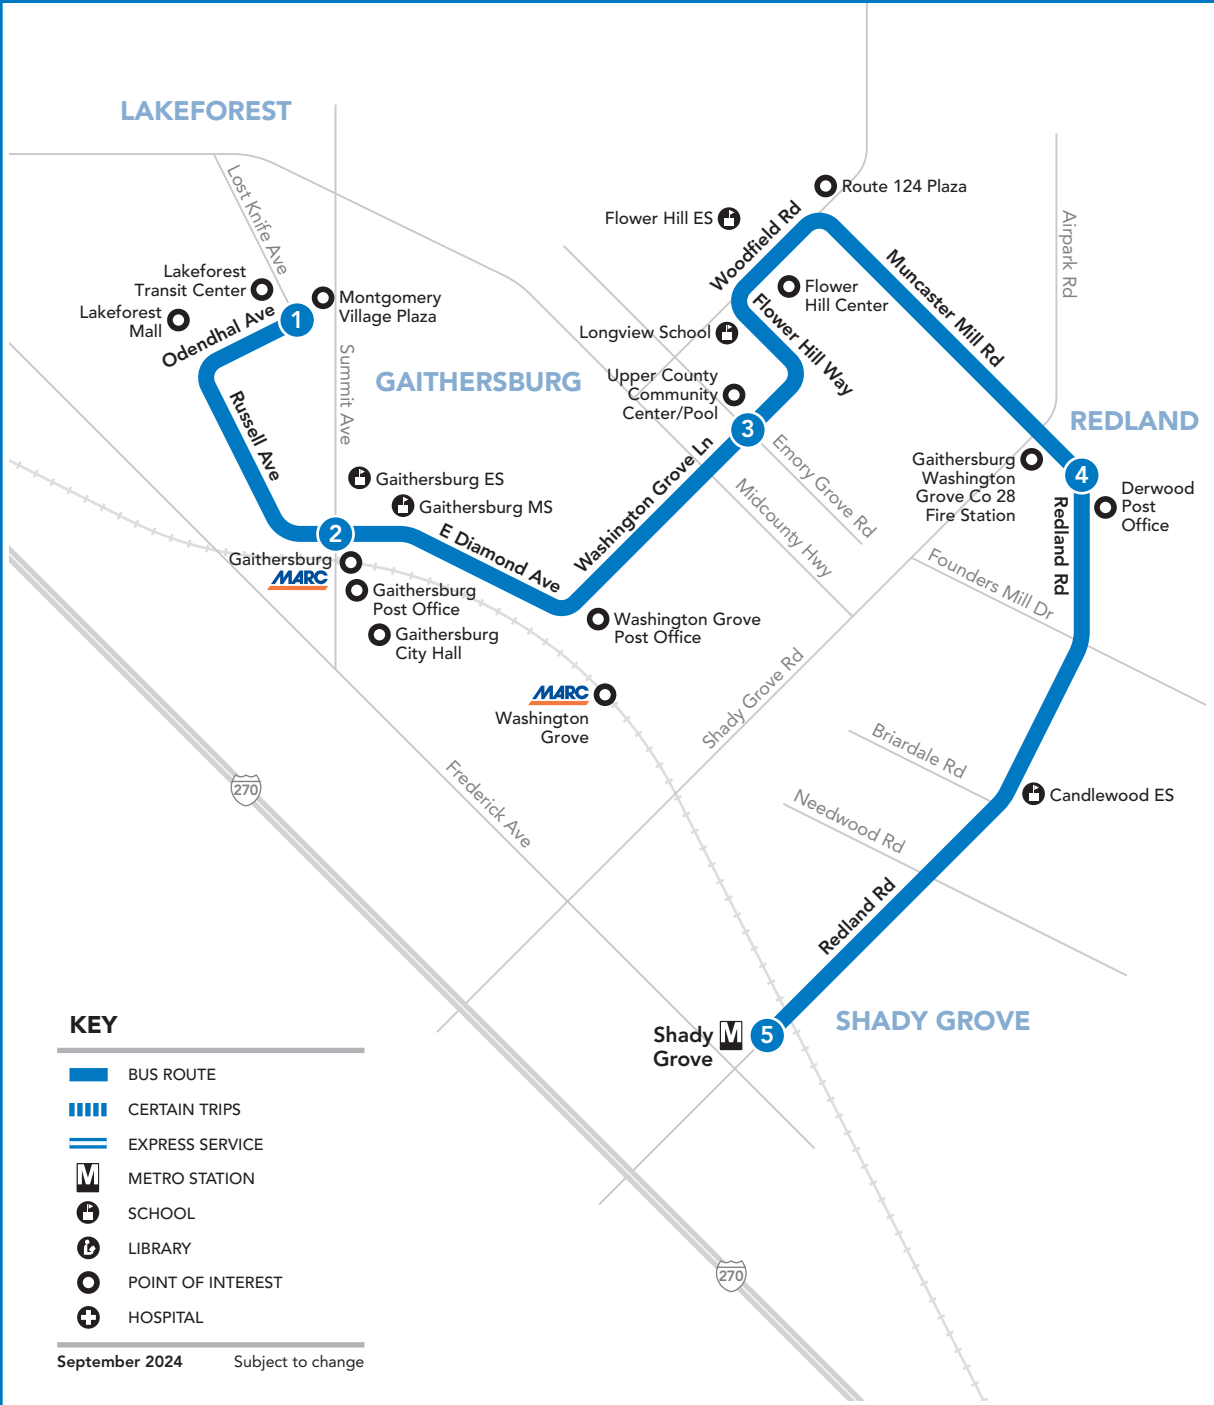 LAKEFOREST
Lost Knife Ave
Route 124 Plaza
Flower Hill ES
Woodfield Rd
Airpark Rd
Muncaster Mill Rd
Lakeforest
Transit Center
Lakeforest
Mall
Odendhal Ave
1
Montgomery
Village Plaza
Flower
Hill Center
Flower Hill Way
Longview School
Summit Ave
GAITHERSBURG
Upper County
Community
Center/Pool
Russell Ave
3
REDLAND
Emory Grove Rd
Washington Grove Ln
Midcounty Hwy
Gaithersburg
Washington
Grove Co 28
Fire Station
4
Derwood
Post
Office
Redland Rd
Gaithersburg ES
Gaithersburg MS
2
E Diamond Ave
Gaithersburg
MARC
Gaithersburg
Post Office
Gaithersburg
City Hall
Washington Grove
Post Office
Founders Mill Dr
MARC
Washington
Grove
Shady Grove Rd
Briardale Rd
Candlewood ES
Needwood Rd
270
Frederick Ave
Redland Rd
SHADY GROVE
Shady
Grove
M
5
270
KEY
BUS ROUTE
CERTAIN TRIPS
EXPRESS SERVICE
M METRO STATION
SCHOOL
LIBRARY
POINT OF INTEREST
HOSPITAL
September 2024 Subject to change